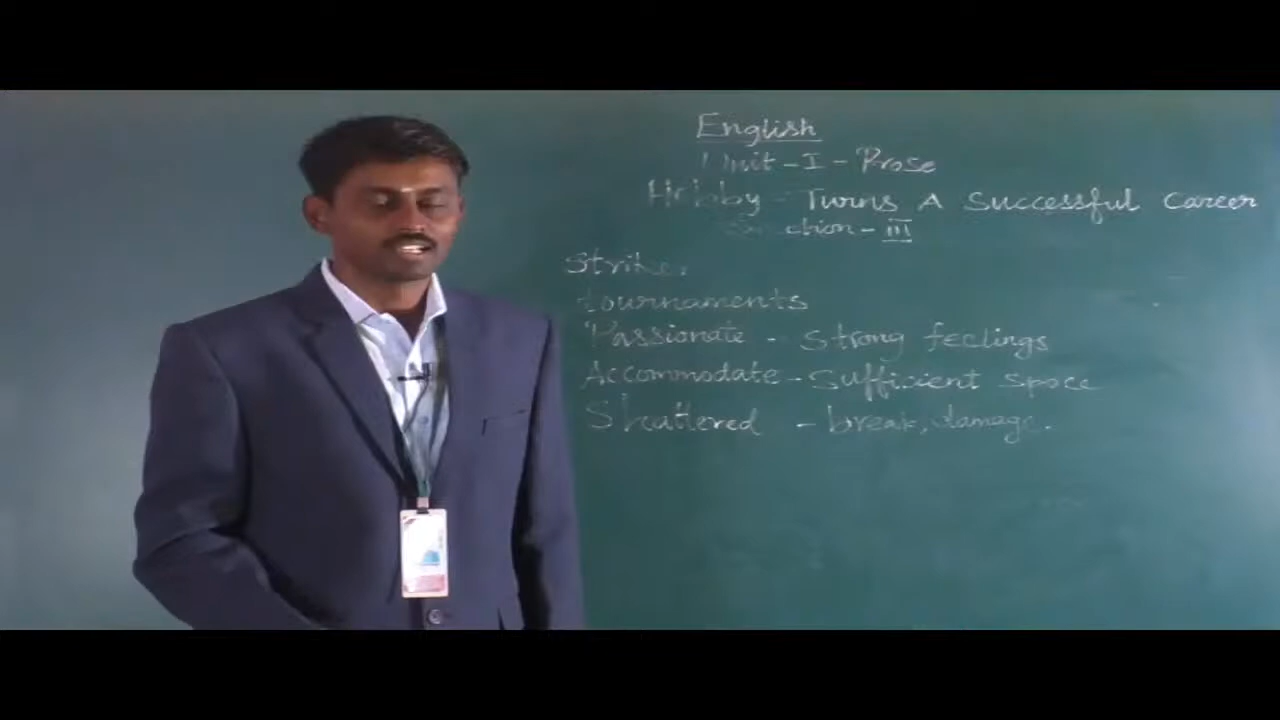 English
Unit - I - Prose
Hobby - Turns A Successful Career
Section - III
Striker
tournaments
Passionate - Strong feelings
Accommodate - Sufficient space
Shattered - break, damage.